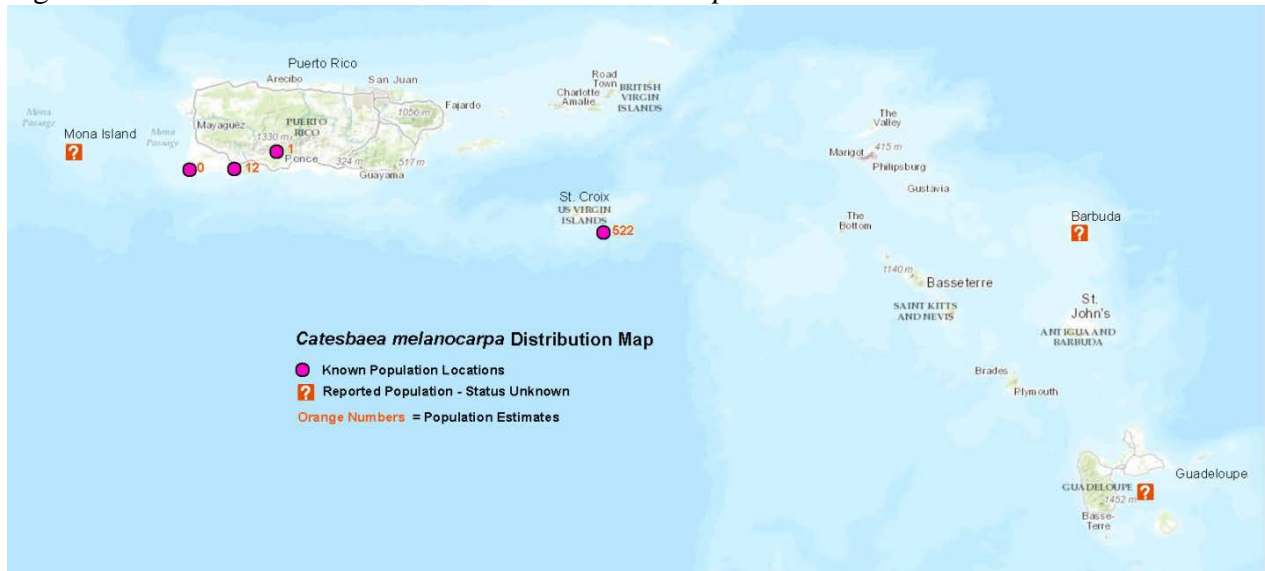 Puerto Rico
Arecibo
San Juan
Mona
Passage
Mona Island
?
Mona
Passage
Mayaguez
PUERTO
RICO
1330 m
1056 m
Fajardo
0
12
1
Ponce
324 m
517 m
Guayama
Road
Town
BRITISH
VIRGIN
ISLANDS
Charlotte
Amalie
St. Croix
US VIRGIN
ISLANDS
522
The
Valley
Marigot
415 m
Philipsburg
Gustavia
The
Bottom
Barbuda
?
1140 m
Basseterre
SAINT KITTS
AND NEVIS
St.
John's
ANTIGUA AND
BARBUDA
Brades
Plymouth
Guadeloupe
GUADELOUPE
?
1452 m
Basse-
Terre
Catesbaea melanocarpa Distribution Map
Known Population Locations
? Reported Population - Status Unknown
Orange Numbers = Population Estimates